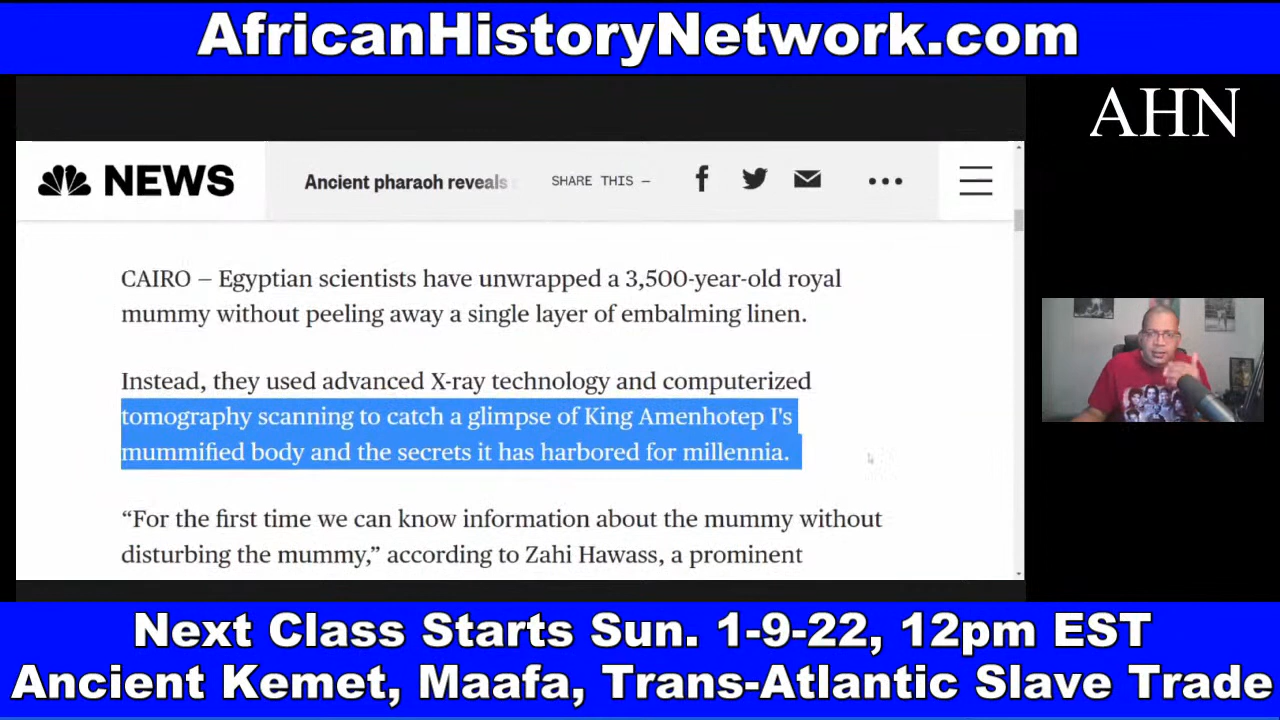 AfricanHistoryNetwork.com
AHN
NEWS
Ancient pharaoh reveals
SHARE THIS —
CAIRO — Egyptian scientists have unwrapped a 3,500-year-old royal
mummy without peeling away a single layer of embalming linen.
Instead, they used advanced X-ray technology and computerized
tomography scanning to catch a glimpse of King Amenhotep I's
mummified body and the secrets it has harbored for millennia.
“For the first time we can know information about the mummy without
disturbing the mummy,” according to Zahi Hawass, a prominent
Next Class Starts Sun. 1-9-22, 12pm EST
Ancient Kemet, Maafa, Trans-Atlantic Slave Trade